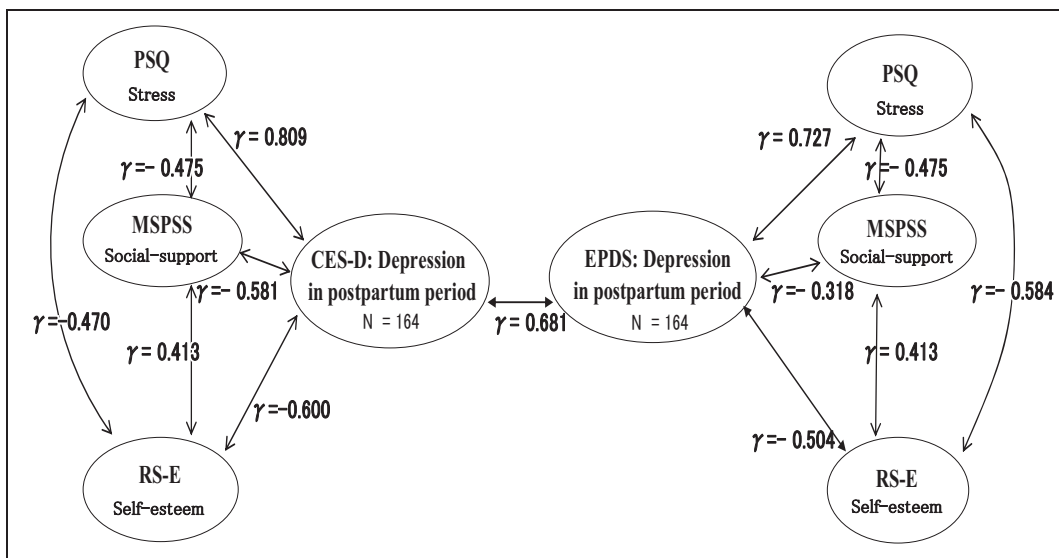 PSQ
Stress
γ= 0.809
γ=- 0.475
MSPSS
Social-support
CES-D: Depression
in postpartum period
N = 164
γ=- 0.581
γ=-0.470
γ= 0.413
γ=-0.600
RS-E
Self-esteem
γ= 0.681
PSQ
Stress
γ= 0.727
γ=- 0.475
MSPSS
Social-support
EPDS: Depression
in postpartum period
N = 164
γ=- 0.318
γ=- 0.584
γ= 0.413
γ=- 0.504
RS-E
Self-esteem